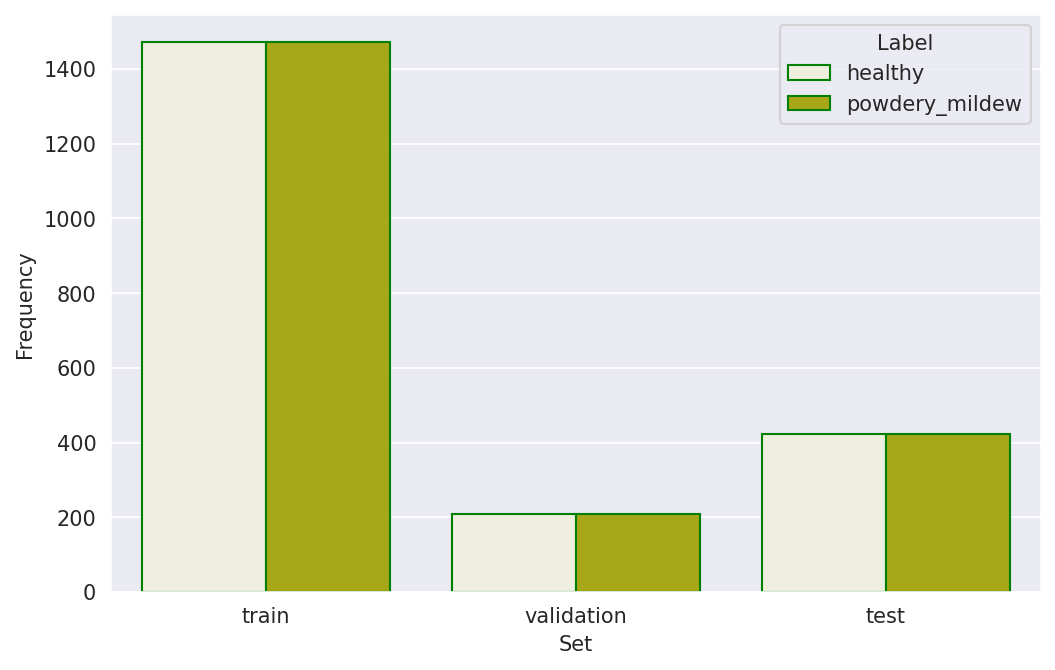 Label
healthy
powdery_mildew
Frequency
1400
1200
1000
800
600
400
200
0
train validation test
Set